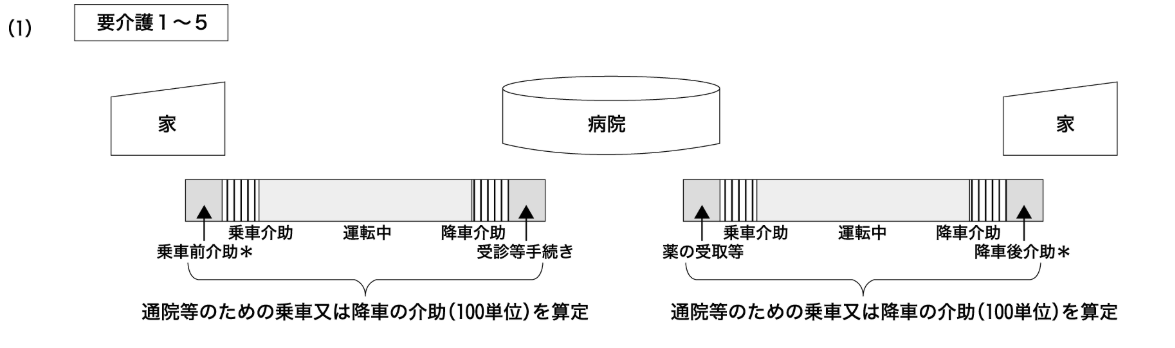 (1) 要介護1〜5
家 病院 家
乗車介助 運転中 降車介助 乗車介助 運転中 降車介助
乗車前介助＊ 受診等手続き 薬の受取等 降車後介助＊
通院等のための乗車又は降車の介助(100単位)を算定 通院等のための乗車又は降車の介助(100単位)を算定